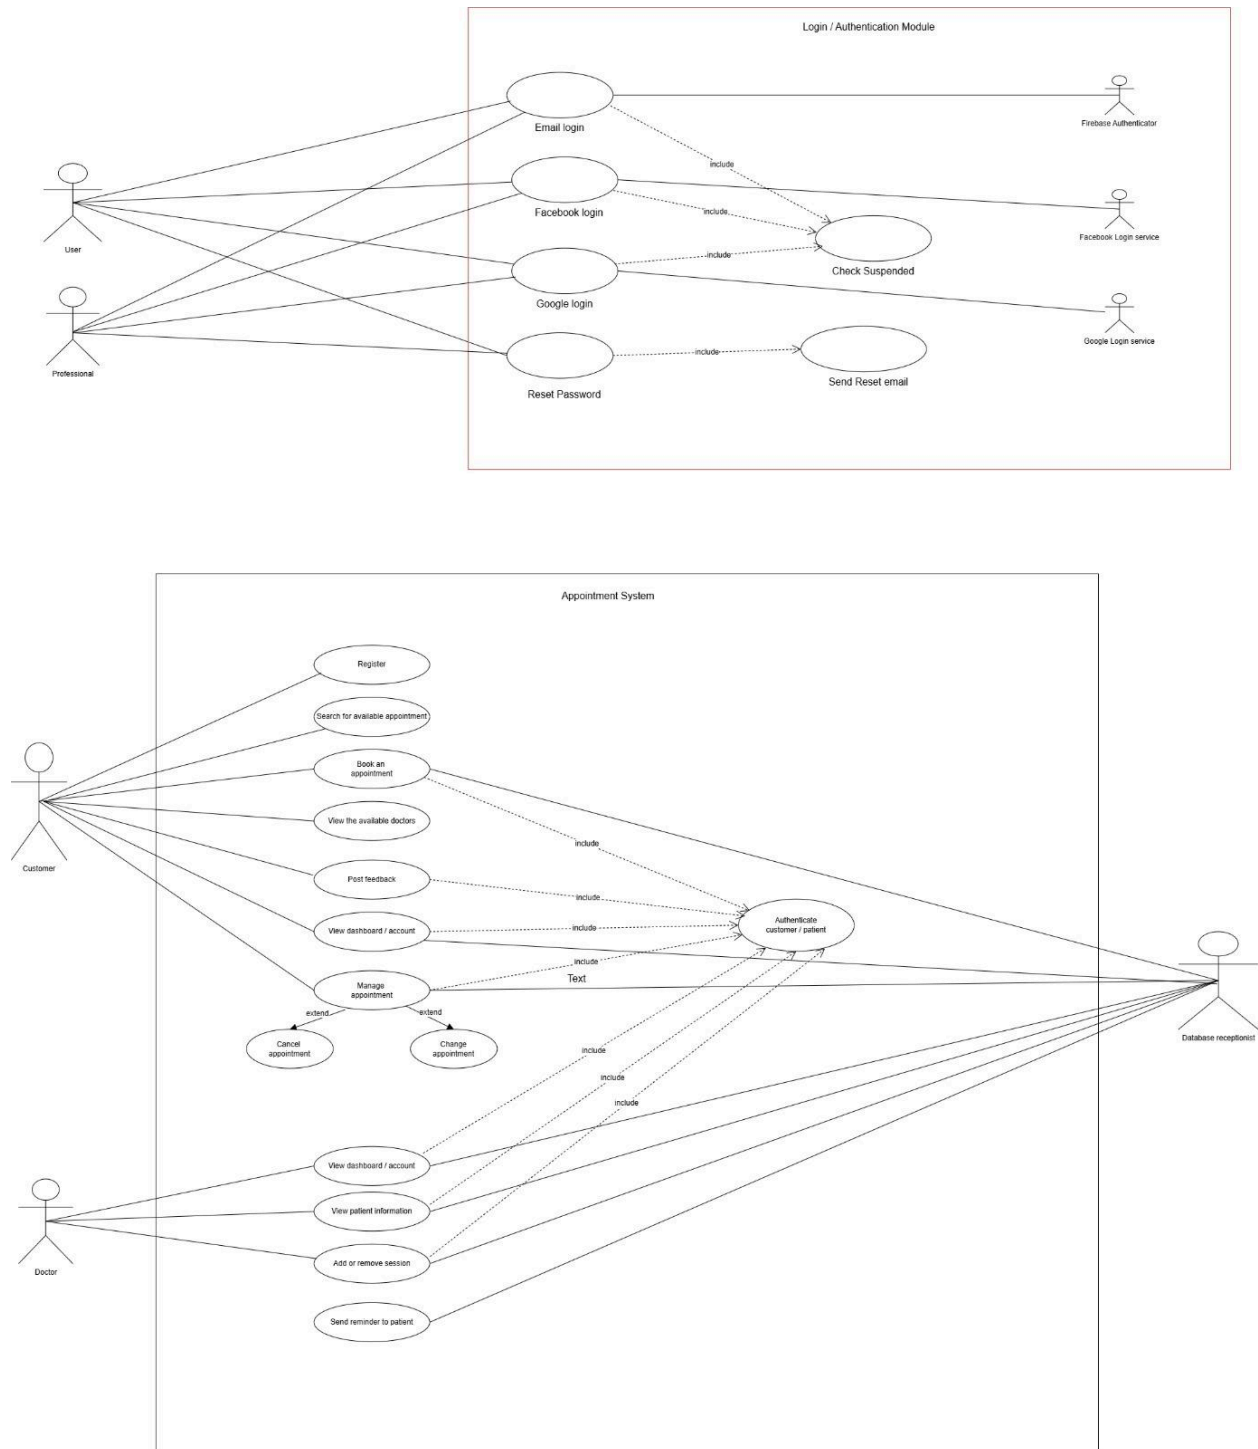 Login / Authentication Module
Email login
Firebase Authenticator
include
Facebook login
include
Facebook Login service
User
include
Check Suspended
Google login
Google Login service
Professional
include
Reset Password
Send Reset email
Appointment System
Register
Search for available appointment
Book an
appointment
View the available doctors
include
Customer
Post feedback
include
View dashboard / account
include
Authenticate
customer / patient
include
Text
Manage
appointment
extend
extend
Cancel
appointment
Change
appointment
Database receptionist
include
include
include
View dashboard / account
View patient information
Add or remove session
Doctor
Send reminder to patient